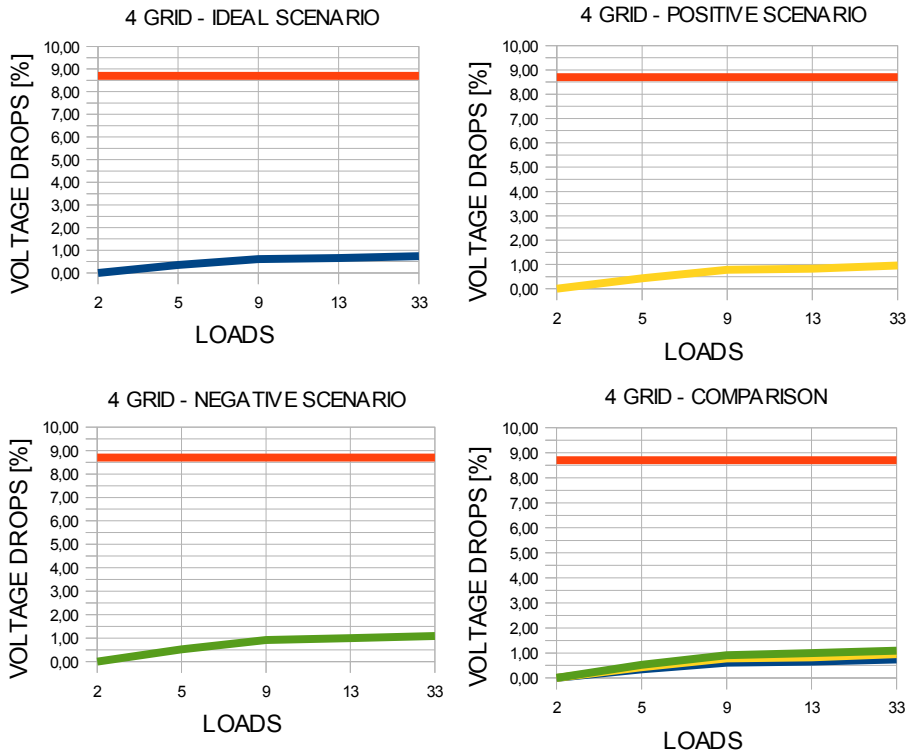 4 GRID - IDEAL SCENARIO
VOLTAGE DROPS [%]
10,00
9,00
8,00
7,00
6,00
5,00
4,00
3,00
2,00
1,00
0,00
2 5 9 13 33
LOADS
4 GRID - POSITIVE SCENARIO
VOLTAGE DROPS [%]
10,00
9,00
8,00
7,00
6,00
5,00
4,00
3,00
2,00
1,00
0,00
2 5 9 13 33
LOADS
4 GRID - NEGATIVE SCENARIO
VOLTAGE DROPS [%]
10,00
9,00
8,00
7,00
6,00
5,00
4,00
3,00
2,00
1,00
0,00
2 5 9 13 33
LOADS
4 GRID - COMPARISON
VOLTAGE DROPS [%]
10,00
9,00
8,00
7,00
6,00
5,00
4,00
3,00
2,00
1,00
0,00
2 5 9 13 33
LOADS